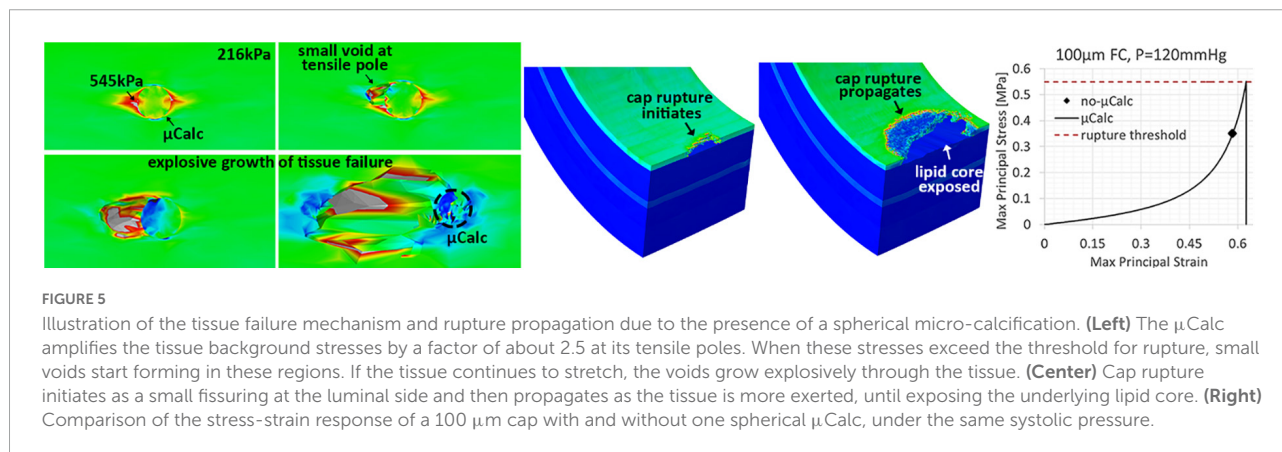 216kPa
545kPa
µCalc
small void at
tensile pole
explosive growth of tissue failure
µCalc
cap rupture
initiates
cap rupture
propagates
lipid core
exposed
100µm FC, P=120mmHg
Max Principal Stress [MPa]
0.6
0.5
0.4
0.3
0.2
0.1
0
no-µCalc
µCalc
rupture threshold
0 0.15 0.3 0.45 0.6
Max Principal Strain
FIGURE 5
Illustration of the tissue failure mechanism and rupture propagation due to the presence of a spherical micro-calcification. (Left) The µCalc
amplifies the tissue background stresses by a factor of about 2.5 at its tensile poles. When these stresses exceed the threshold for rupture, small
voids start forming in these regions. If the tissue continues to stretch, the voids grow explosively through the tissue. (Center) Cap rupture
initiates as a small fissuring at the luminal side and then propagates as the tissue is more exerted, until exposing the underlying lipid core. (Right)
Comparison of the stress-strain response of a 100 µm cap with and without one spherical µCalc, under the same systolic pressure.